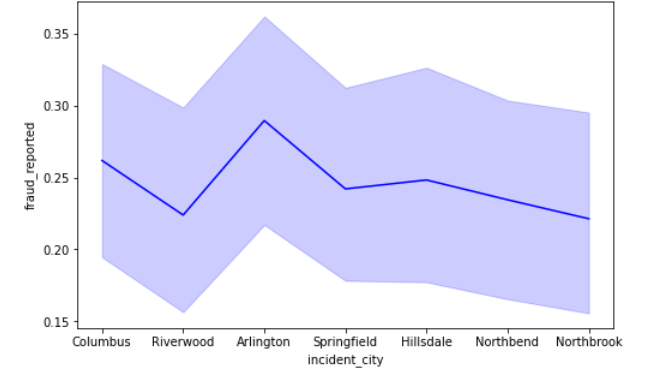 fraud_reported
0.35
0.30
0.25
0.20
0.15
Columbus Riverwood Arlington Springfield Hillsdale Northbend Northbrook
incident_city